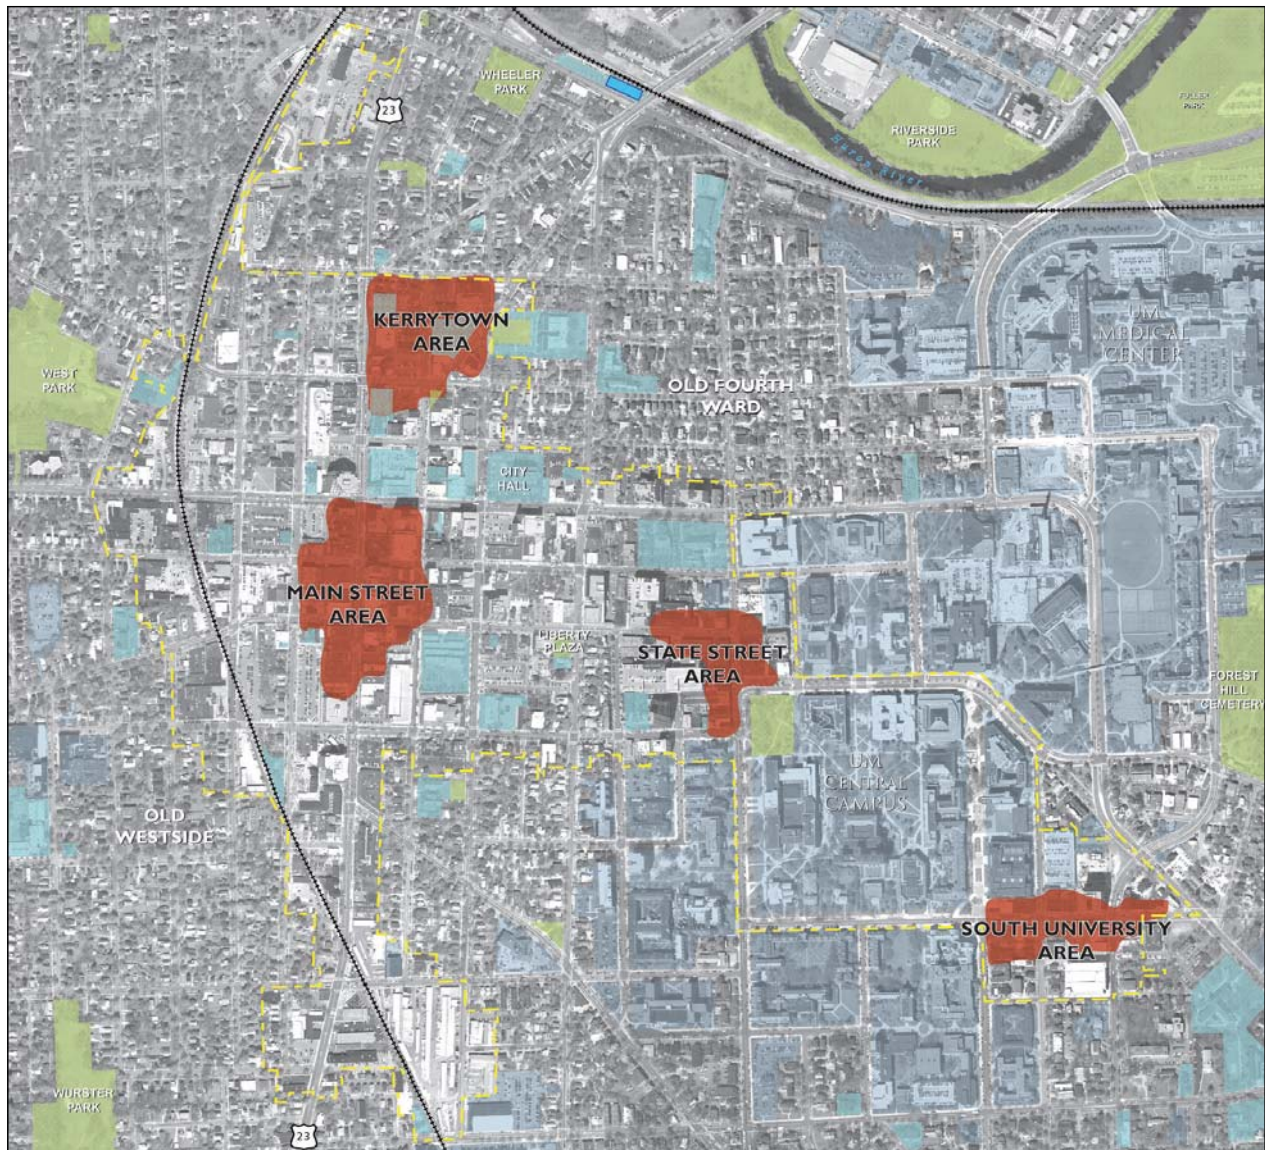 WHEELER
PARK
23
FULLER
PARK
RIVERSIDE
PARK
Huron River
KERRYTOWN
AREA
UM
MEDICAL
CENTER
WEST
PARK
OLD FOURTH
WARD
CITY
HALL
MAIN STREET
AREA
LIBERTY
PLAZA
STATE STREET
AREA
FOREST
HILL
CEMETERY
UM
CENTRAL
CAMPUS
OLD
WESTSIDE
SOUTH UNIVERSITY
AREA
WURSTER
PARK
23